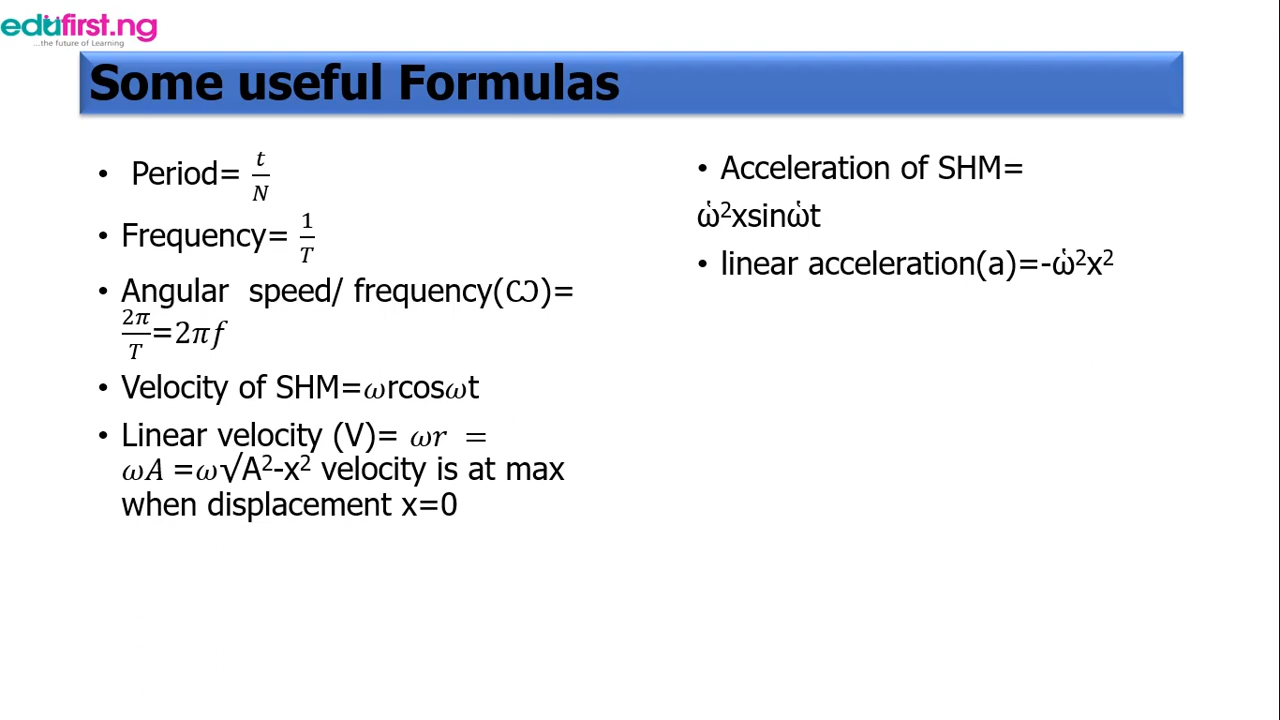 edufirst.ng
...the future of Learning
Some useful Formulas
• Period= t/N
• Frequency= 1/T
• Angular speed/ frequency(Ѡ)=
2π/T=2πf
• Velocity of SHM=ωrcosωt
• Linear velocity (V)= ωr =
ωA =ω√A²-x² velocity is at max
when displacement x=0
• Acceleration of SHM=
ὠ²xsinὠt
• linear acceleration(a)=-ὠ²x²